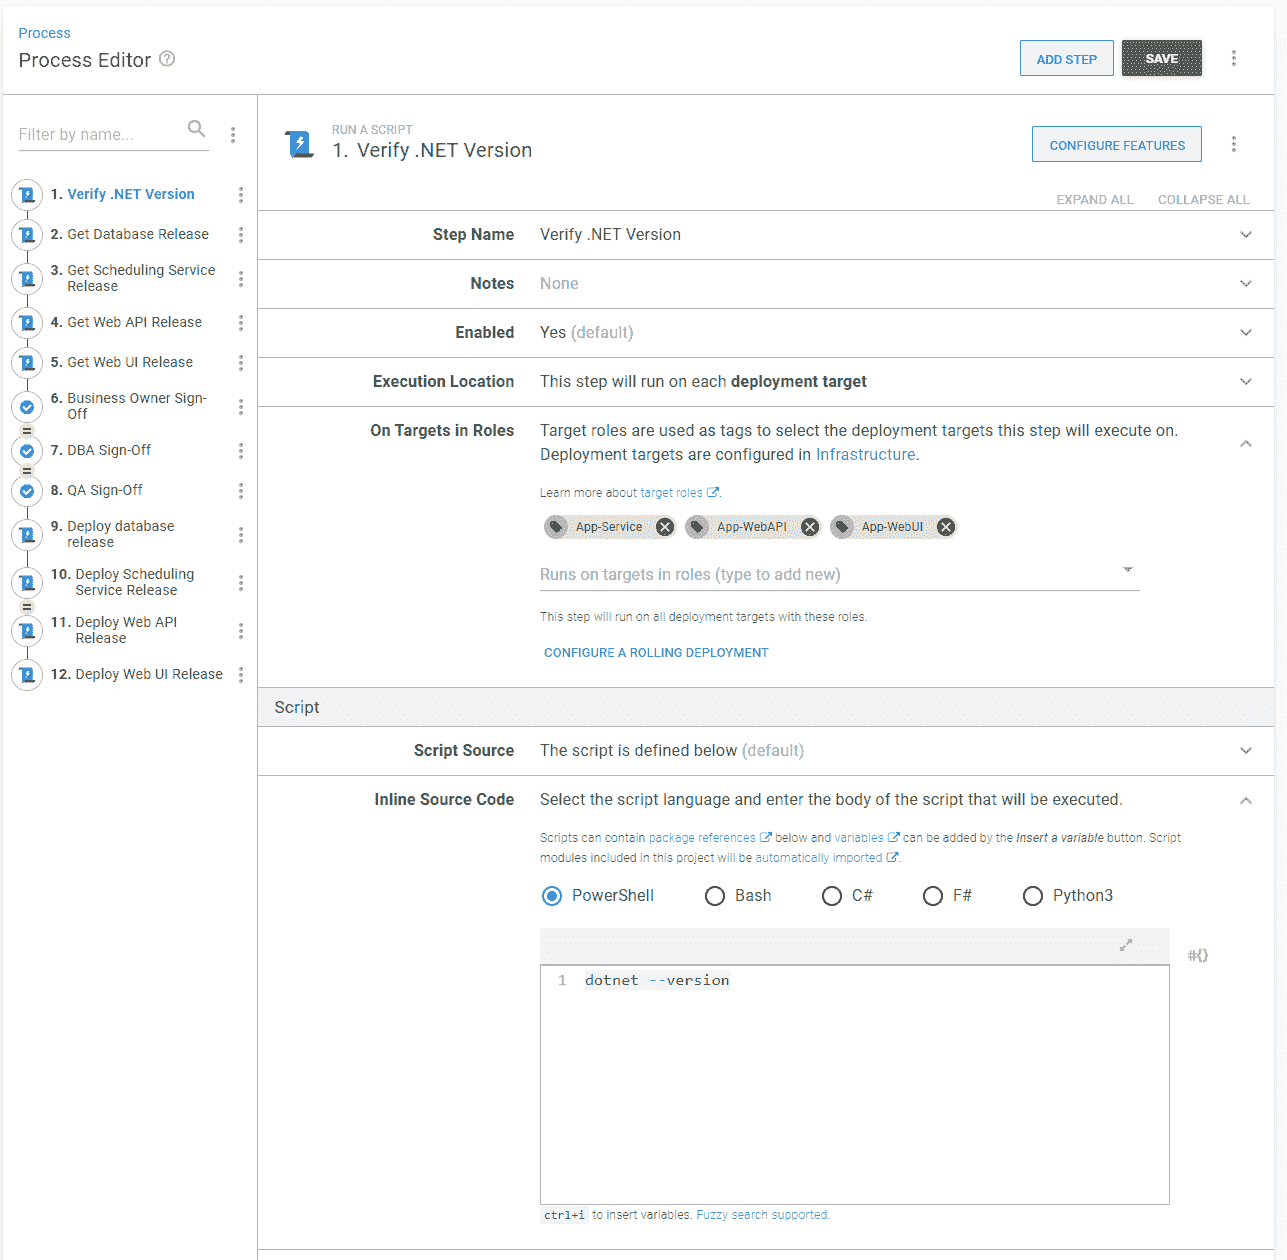 Process
Process Editor
ADD STEP
SAVE
Filter by name...
1. Verify .NET Version
2. Get Database Release
3. Get Scheduling Service
Release
4. Get Web API Release
5. Get Web UI Release
6. Business Owner Sign-
Off
7. DBA Sign-Off
8. QA Sign-Off
9. Deploy database
release
10. Deploy Scheduling
Service Release
11. Deploy Web API
Release
12. Deploy Web UI Release
RUN A SCRIPT
1. Verify .NET Version
CONFIGURE FEATURES
EXPAND ALL
COLLAPSE ALL
Step Name Verify .NET Version
Notes None
Enabled Yes (default)
Execution Location This step will run on each deployment target
On Targets in Roles Target roles are used as tags to select the deployment targets this step will execute on.
Deployment targets are configured in Infrastructure.
Learn more about target roles.
App-Service App-WebAPI App-WebUI
Runs on targets in roles (type to add new)
This step will run on all deployment targets with these roles.
CONFIGURE A ROLLING DEPLOYMENT
Script
Script Source The script is defined below (default)
Inline Source Code Select the script language and enter the body of the script that will be executed.
Scripts can contain package references below and variables can be added by the Insert a variable button. Script
modules included in this project will be automatically imported.
PowerShell Bash C# F# Python3
#{}
1 dotnet --version
ctrl+i to insert variables. Fuzzy search supported.